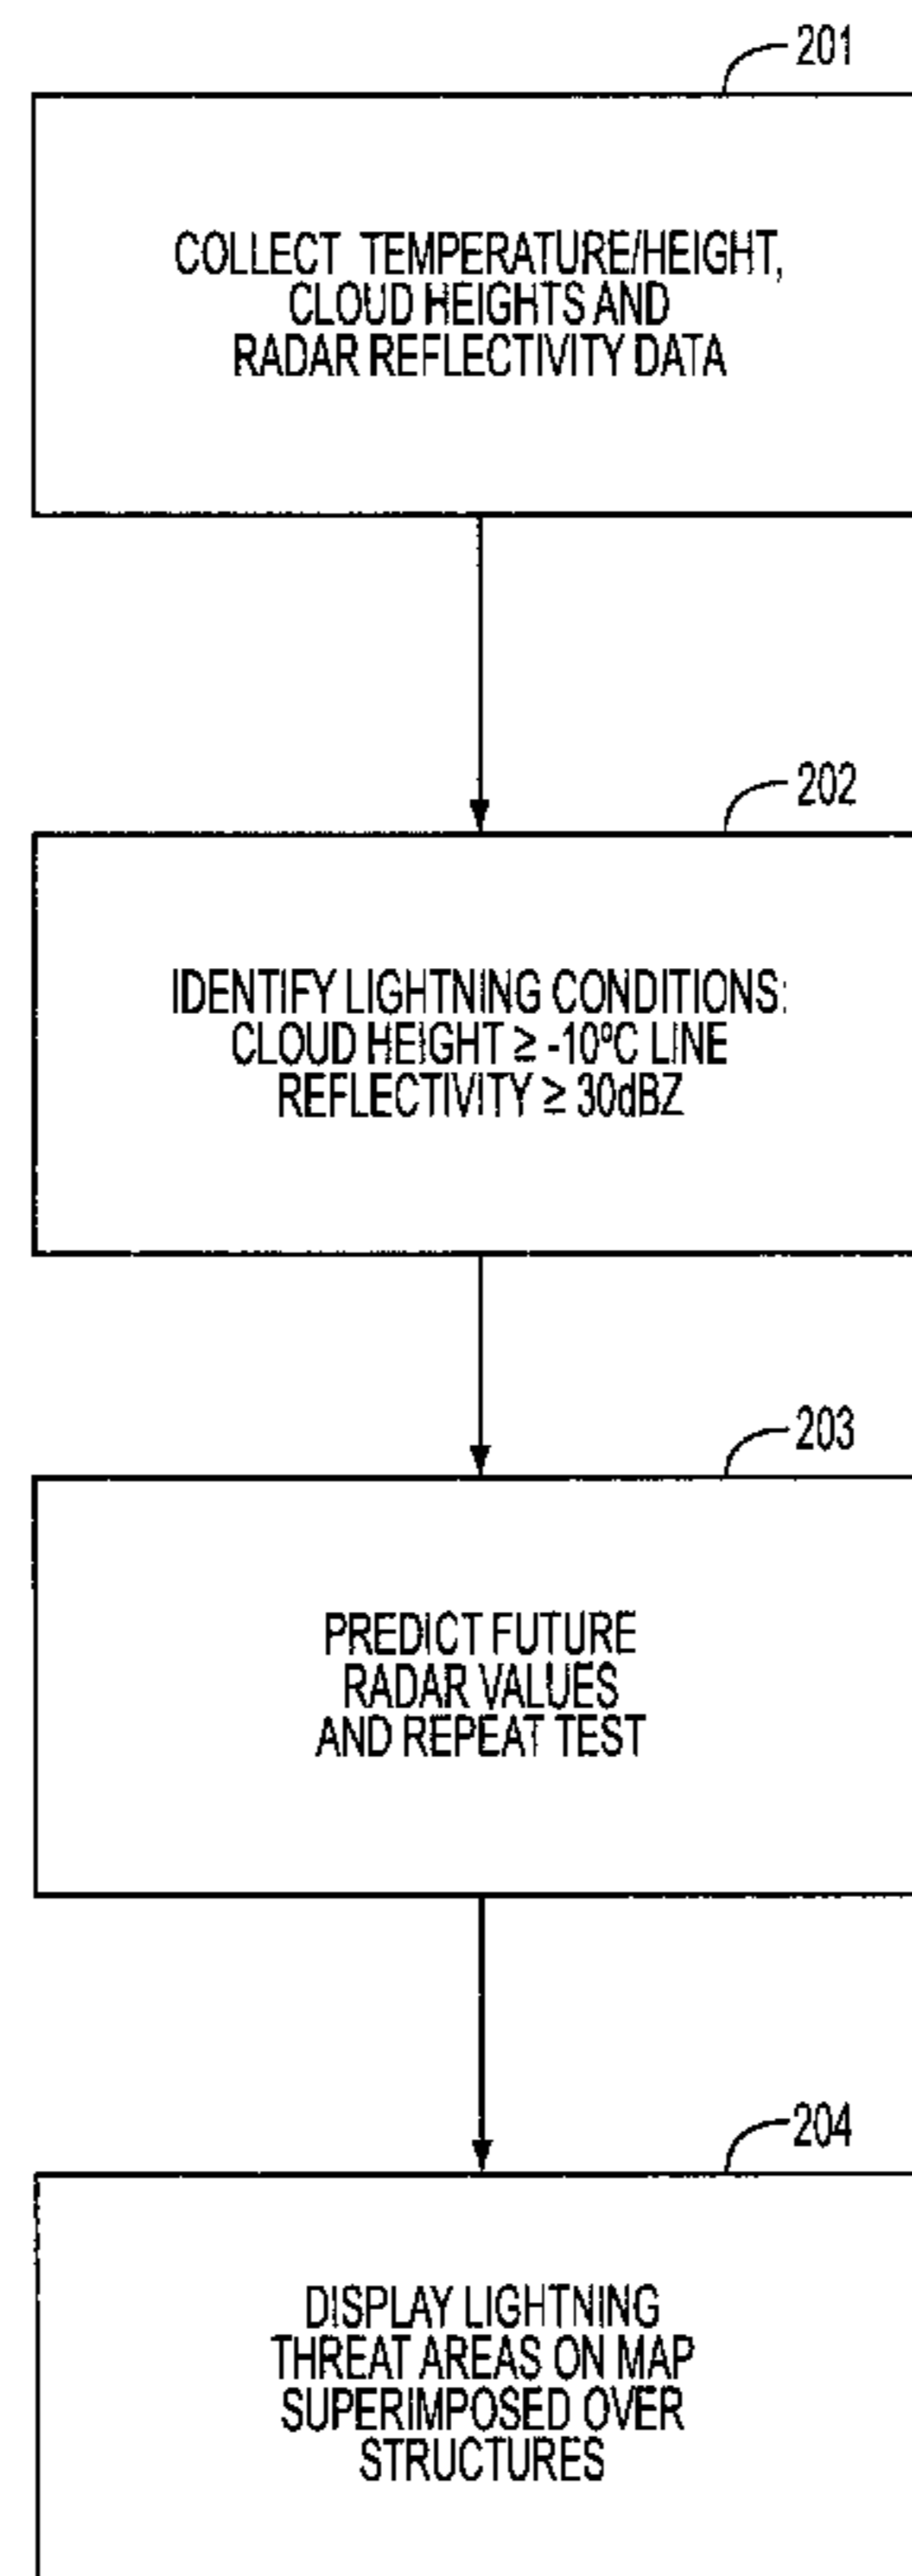 201
COLLECT TEMPERATURE/HEIGHT,
CLOUD HEIGHTS AND
RADAR REFLECTIVITY DATA
202
IDENTIFY LIGHTNING CONDITIONS:
CLOUD HEIGHT ≥ -10ºC LINE
REFLECTIVITY ≥ 30dBZ
203
PREDICT FUTURE
RADAR VALUES
AND REPEAT TEST
204
DISPLAY LIGHTNING
THREAT AREAS ON MAP
SUPERIMPOSED OVER
STRUCTURES